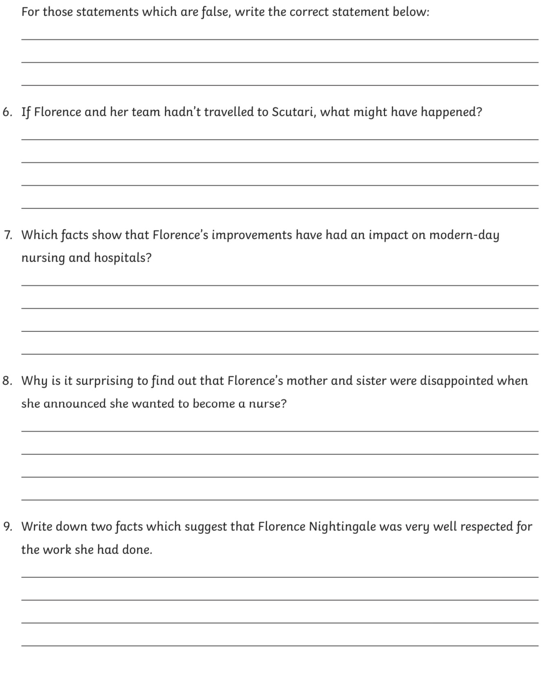 For those statements which are false, write the correct statement below:
6. If Florence and her team hadn't travelled to Scutari, what might have happened?
7. Which facts show that Florence's improvements have had an impact on modern-day
nursing and hospitals?
8. Why is it surprising to find out that Florence's mother and sister were disappointed when
she announced she wanted to become a nurse?
9. Write down two facts which suggest that Florence Nightingale was very well respected for
the work she had done.